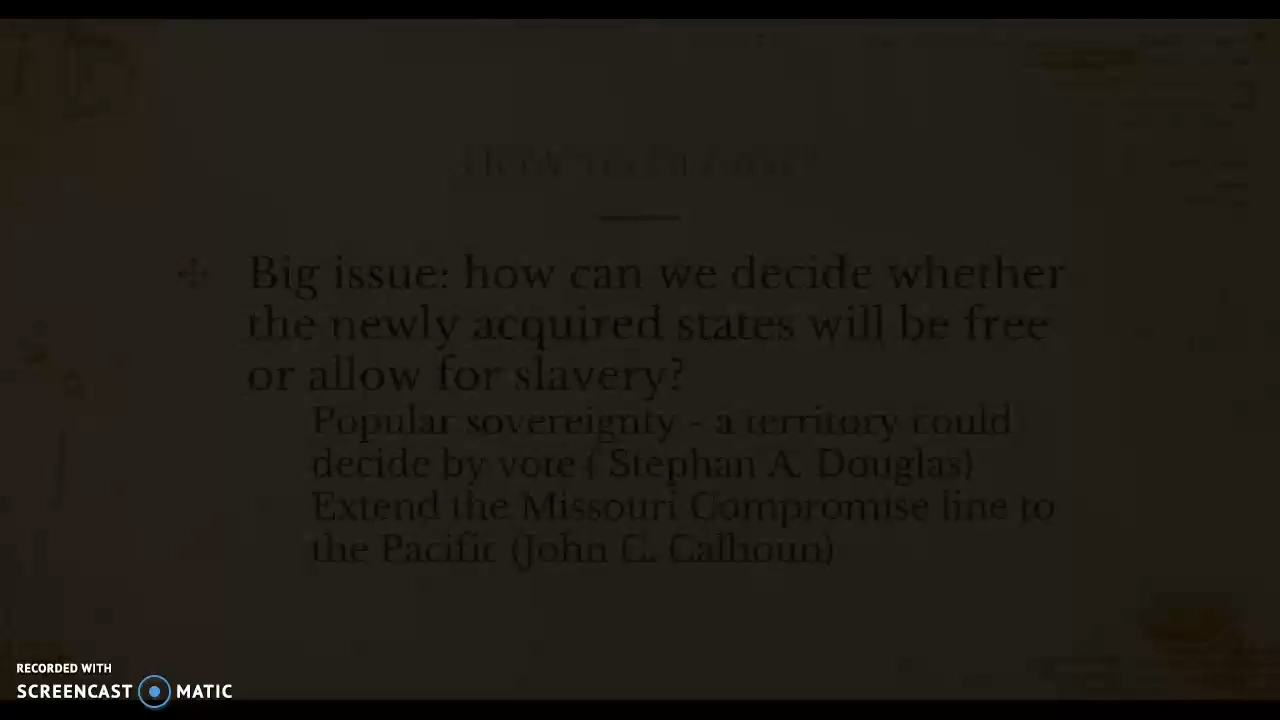 Big issue: how can we decide whether
the newly acquired states will be free
or allow for slavery?
Popular sovereignty - a territory could
decide by vote ( Stephan A. Douglas)
Extend the Missouri Compromise line to
the Pacific (John C. Calhoun)
RECORDED WITH
SCREENCAST MATIC